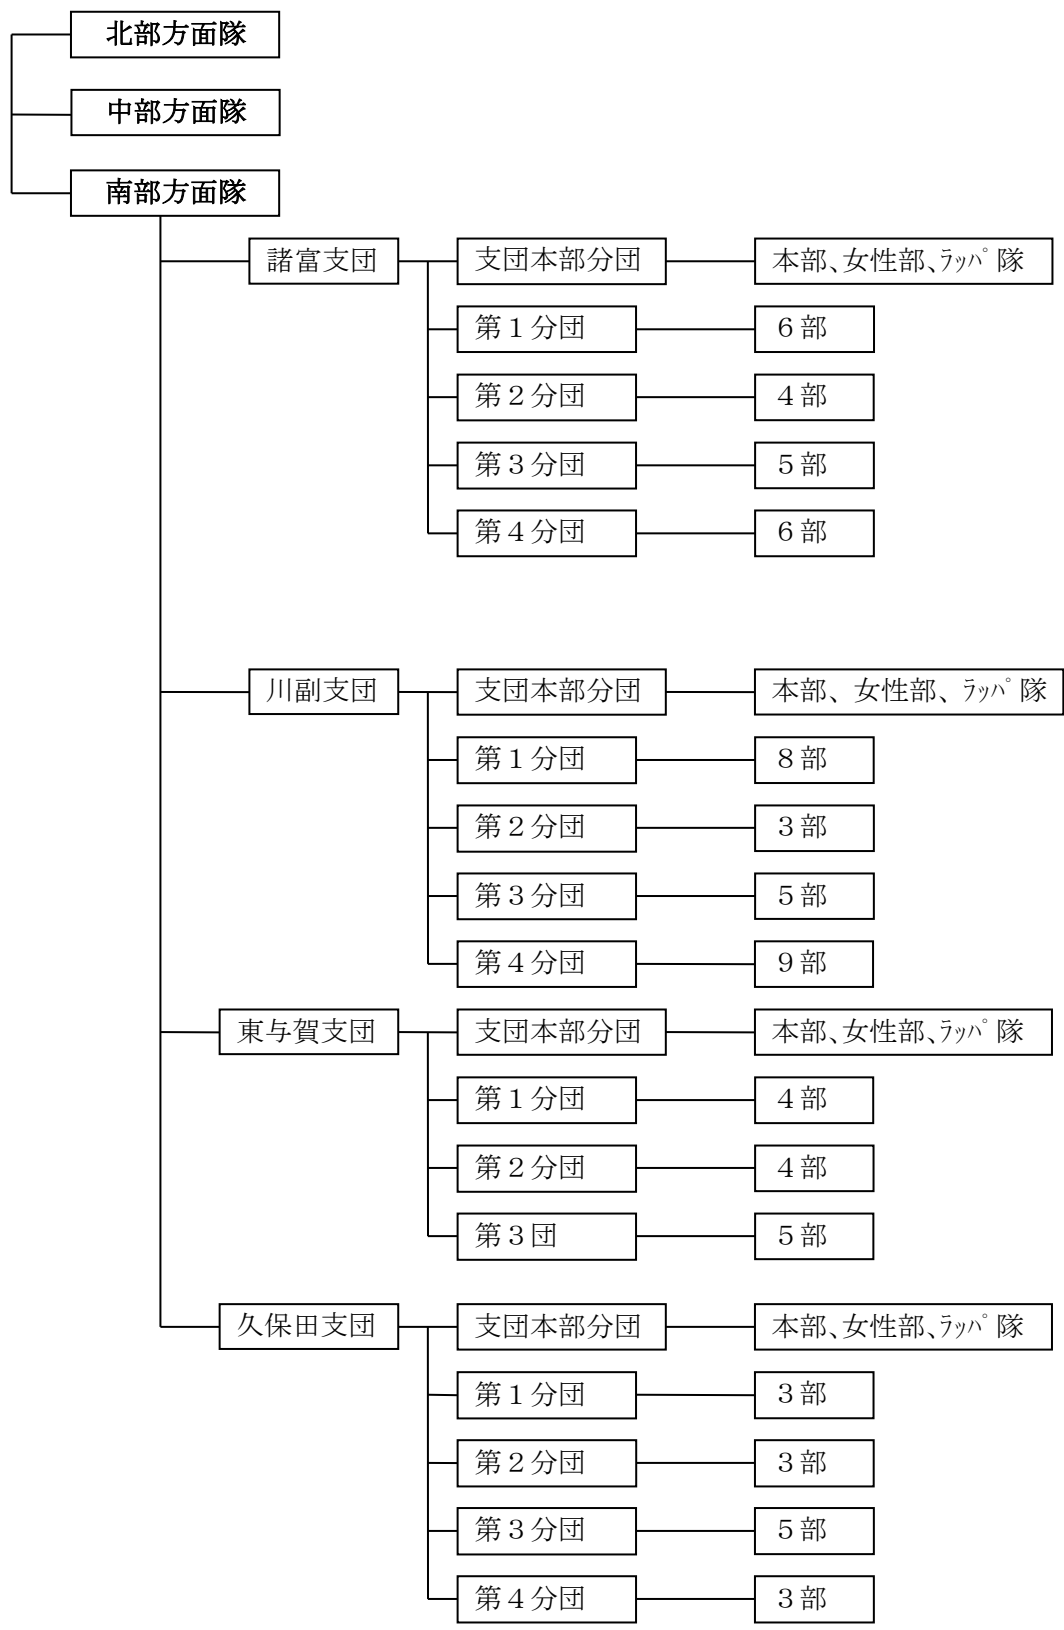 北部方面隊
中部方面隊
南部方面隊
諸富支団 支団本部分団 本部、女性部、ﾗｯﾊﾟ隊
第１分団 ６部
第２分団 ４部
第３分団 ５部
第４分団 ６部
川副支団 支団本部分団 本部、女性部、ﾗｯﾊﾟ隊
第１分団 ８部
第２分団 ３部
第３分団 ５部
第４分団 ９部
東与賀支団 支団本部分団 本部、女性部、ﾗｯﾊﾟ隊
第１分団 ４部
第２分団 ４部
第３団 ５部
久保田支団 支団本部分団 本部、女性部、ﾗｯﾊﾟ隊
第１分団 ３部
第２分団 ３部
第３分団 ５部
第４分団 ３部